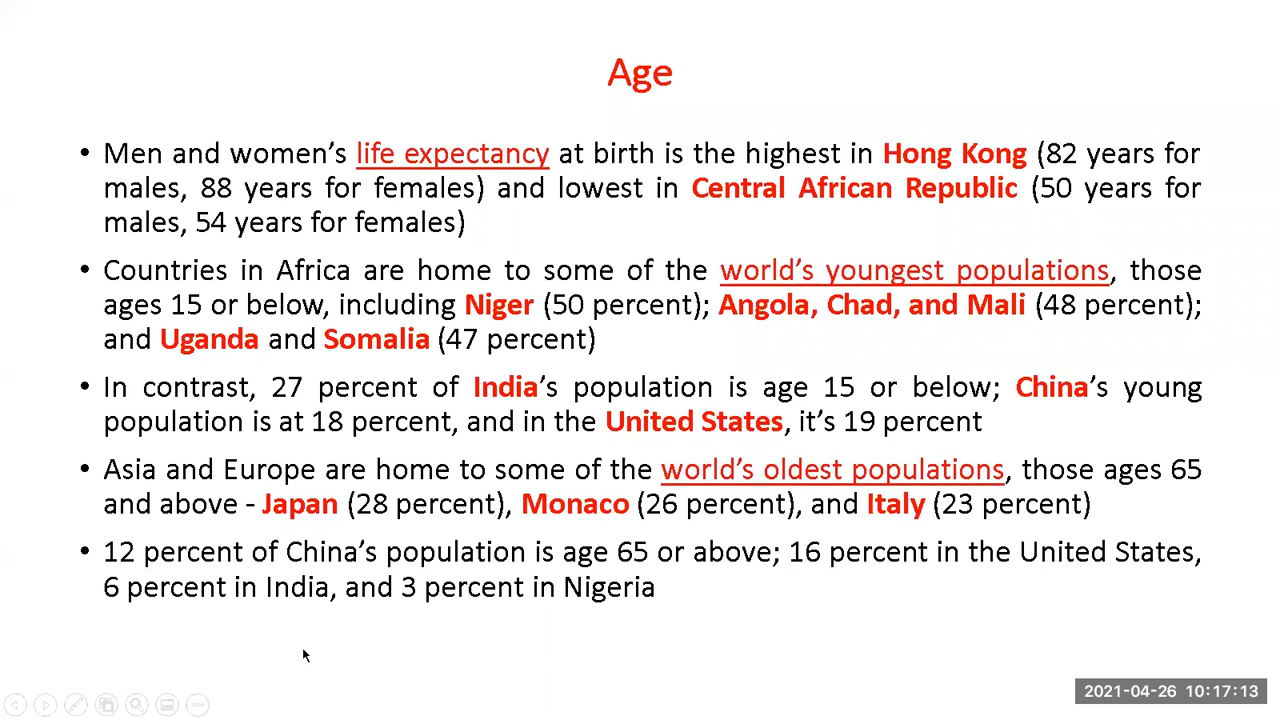 Age
• Men and women's life expectancy at birth is the highest in Hong Kong (82 years for
males, 88 years for females) and lowest in Central African Republic (50 years for
males, 54 years for females)
• Countries in Africa are home to some of the world's youngest populations, those
ages 15 or below, including Niger (50 percent); Angola, Chad, and Mali (48 percent);
and Uganda and Somalia (47 percent)
• In contrast, 27 percent of India's population is age 15 or below; China's young
population is at 18 percent, and in the United States, it's 19 percent
• Asia and Europe are home to some of the world's oldest populations, those ages 65
and above - Japan (28 percent), Monaco (26 percent), and Italy (23 percent)
• 12 percent of China's population is age 65 or above; 16 percent in the United States,
6 percent in India, and 3 percent in Nigeria
2021-04-26 10:17:13